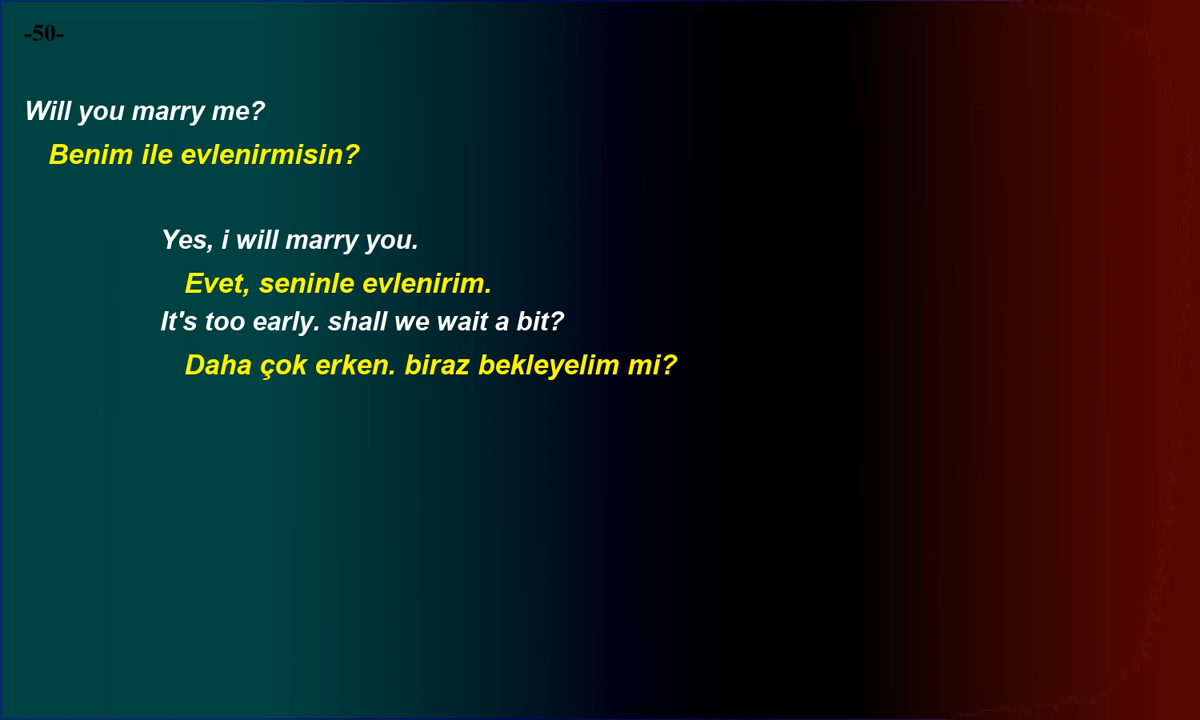 -50-
Will you marry me?
Benim ile evlenirmisin?
Yes, i will marry you.
Evet, seninle evlenirim.
It's too early. shall we wait a bit?
Daha çok erken. biraz bekleyelim mi?